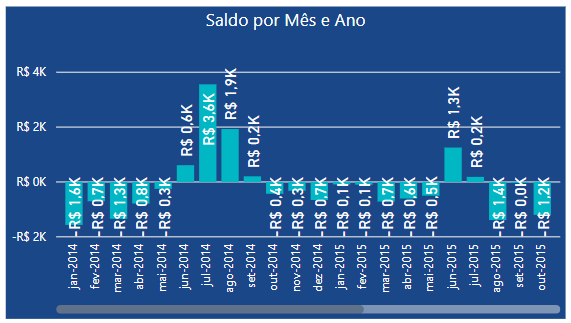 Saldo por Mês e Ano
R$ 4K
R$ 2K
R$ 0K
-R$ 2K
-R$ 1,6K
-R$ 0,7K
-R$ 1,3K
-R$ 0,8K
-R$ 0,3K
R$ 0,6K
R$ 3,6K
R$ 1,9K
R$ 0,2K
-R$ 0,4K
-R$ 0,3K
-R$ 0,7K
-R$ 0,1K
-R$ 0,1K
-R$ 0,7K
-R$ 0,6K
-R$ 0,5K
R$ 1,3K
R$ 0,2K
-R$ 1,4K
-R$ 0,0K
-R$ 1,2K
jan-2014
fev-2014
mar-2014
abr-2014
mai-2014
jun-2014
jul-2014
ago-2014
set-2014
out-2014
nov-2014
dez-2014
jan-2015
fev-2015
mar-2015
abr-2015
mai-2015
jun-2015
jul-2015
ago-2015
set-2015
out-2015